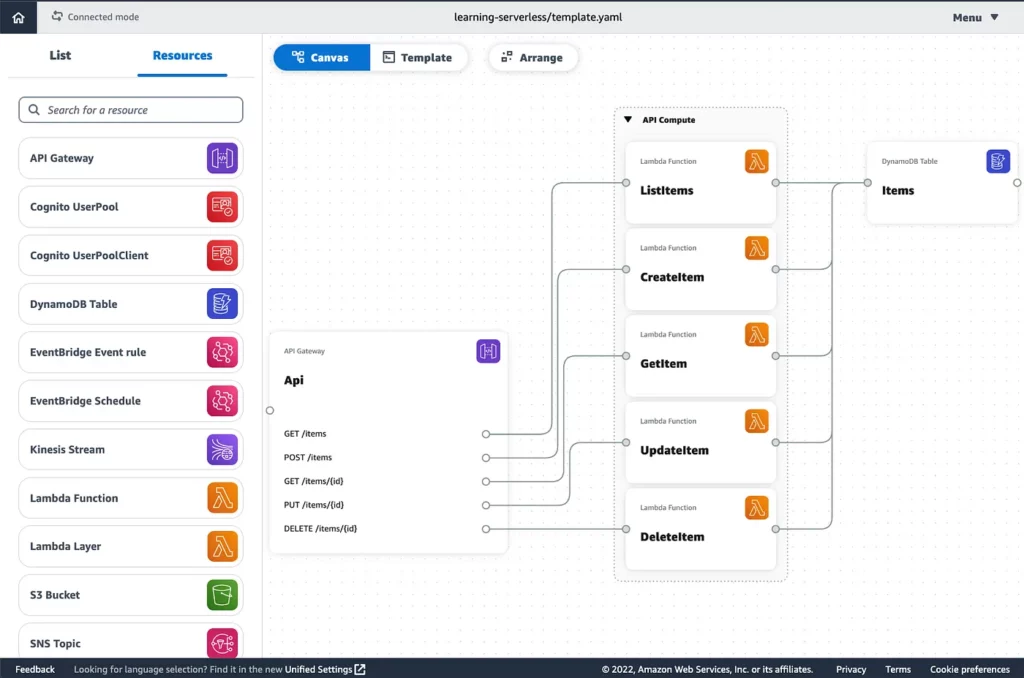 Connected mode
learning-serverless/template.yaml
Menu
List
Resources
Search for a resource
API Gateway
Cognito UserPool
Cognito UserPoolClient
DynamoDB Table
EventBridge Event rule
EventBridge Schedule
Kinesis Stream
Lambda Function
Lambda Layer
S3 Bucket
SNS Topic
Canvas
Template
Arrange
API Gateway
Api
GET /items
POST /items
GET /items/{id}
PUT /items/{id}
DELETE /items/{id}
API Compute
Lambda Function
ListItems
Lambda Function
CreateItem
Lambda Function
GetItem
Lambda Function
UpdateItem
Lambda Function
DeleteItem
DynamoDB Table
Items
Feedback
Looking for language selection? Find it in the new Unified Settings
© 2022, Amazon Web Services, Inc. or its affiliates.
Privacy
Terms
Cookie preferences